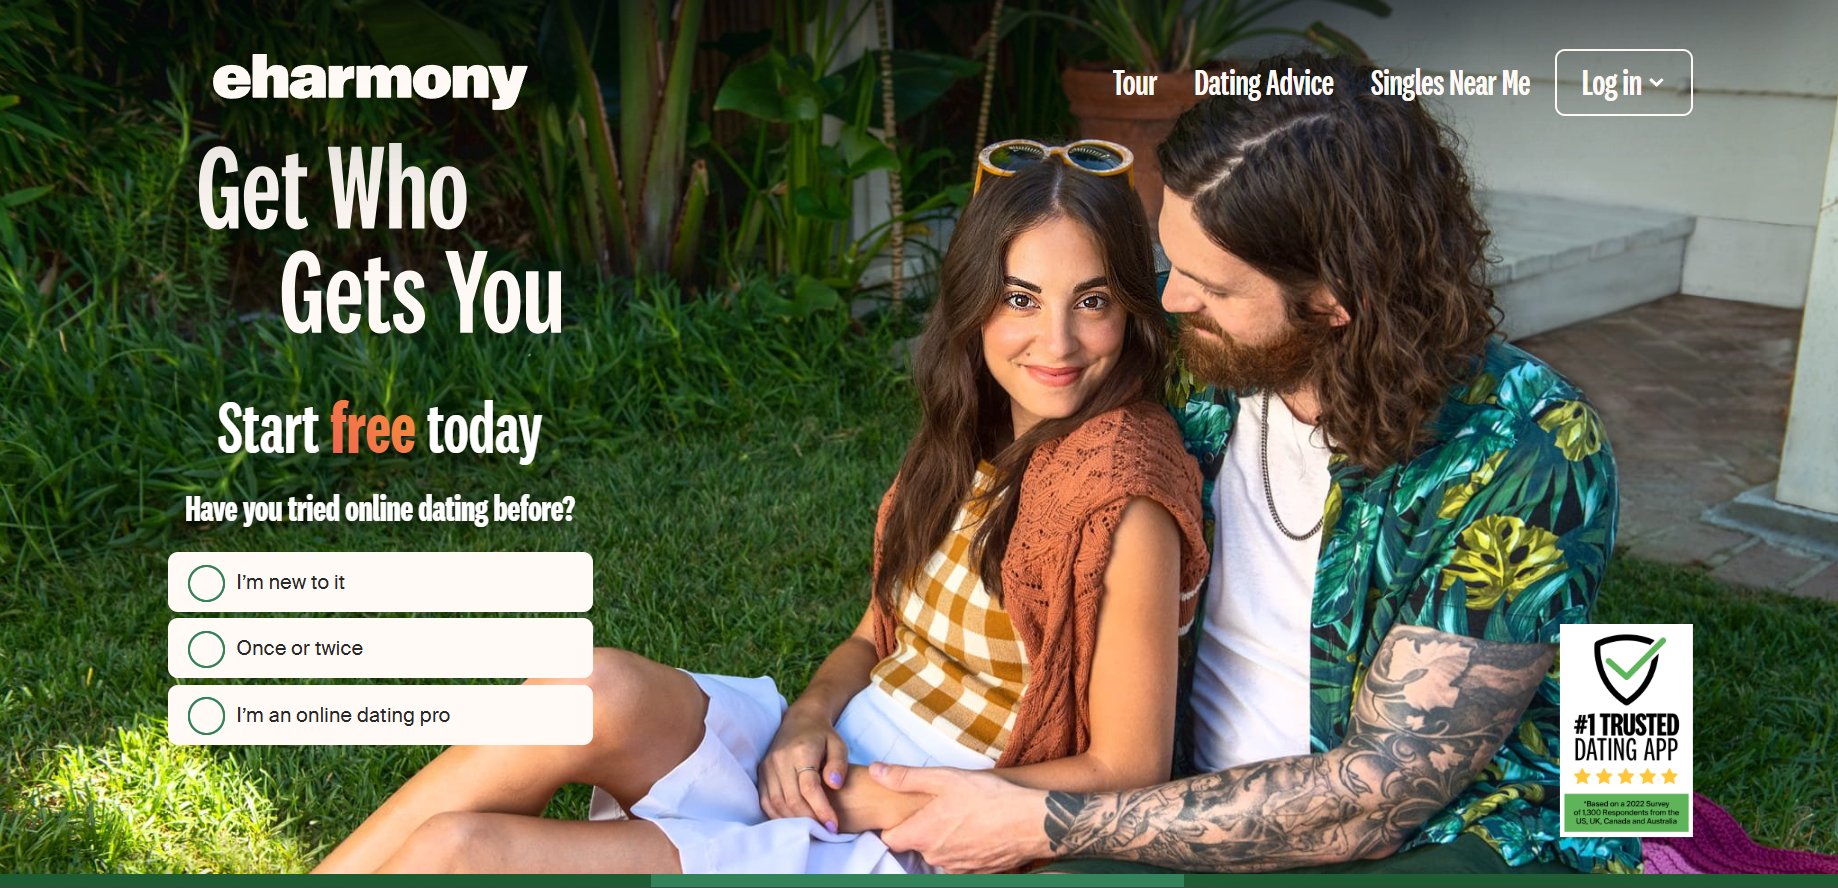 eharmony
Tour
Dating Advice
Singles Near Me
Log in
Get Who
Gets You
Start free today
Have you tried online dating before?
I'm new to it
Once or twice
I'm an online dating pro
#1 TRUSTED
DATING APP
*Based on a 2022 Survey
of 1,300 Respondents from the
US, UK, Canada and Australia